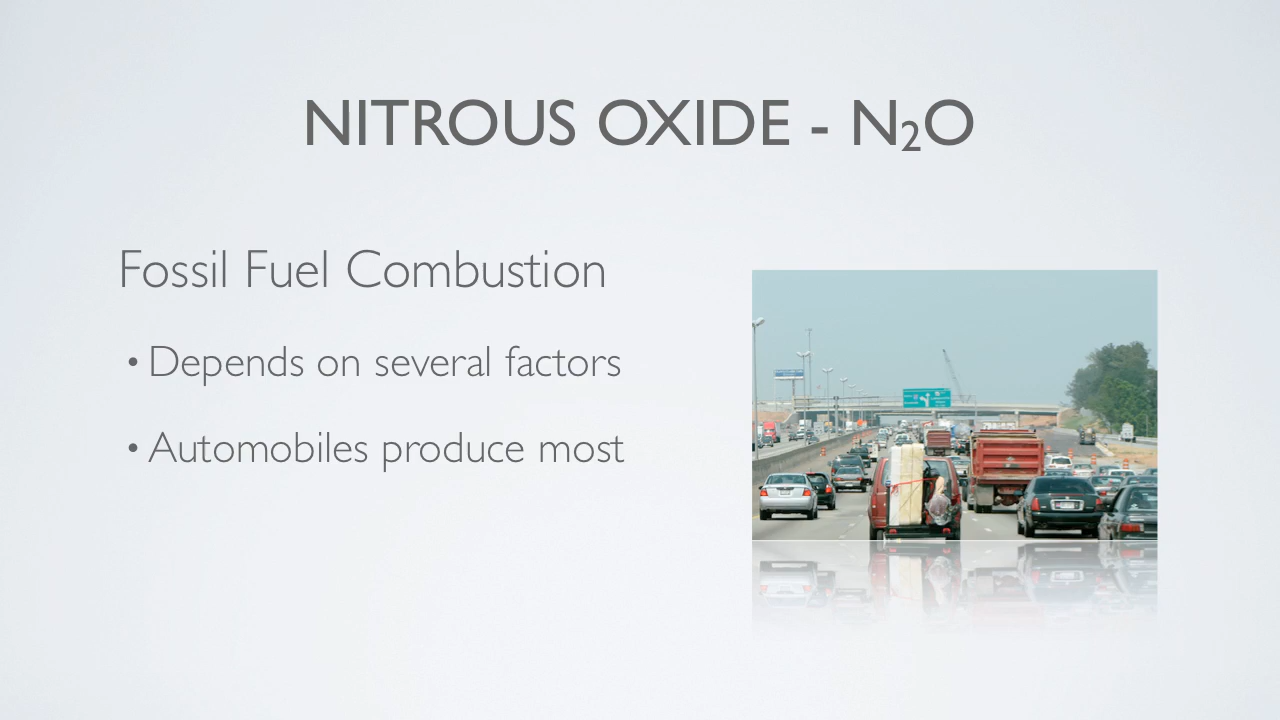 NITROUS OXIDE - N₂O
Fossil Fuel Combustion
• Depends on several factors
• Automobiles produce most